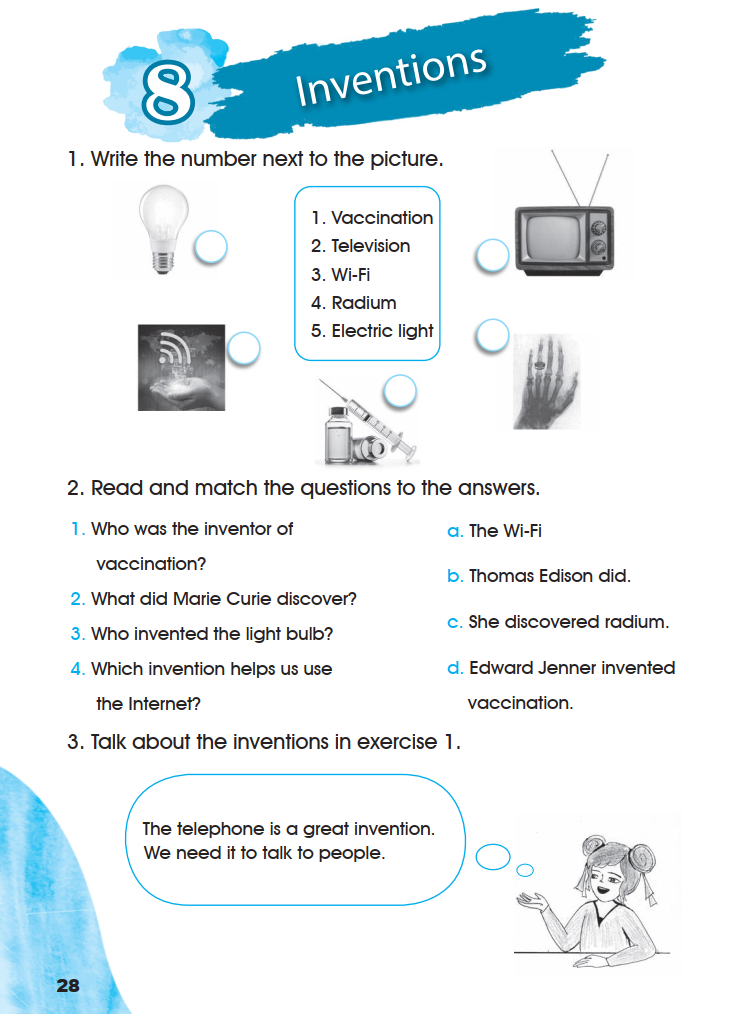 8
Inventions
1. Write the number next to the picture.
1. Vaccination
2. Television
3. Wi-Fi
4. Radium
5. Electric light
2. Read and match the questions to the answers.
1. Who was the inventor of
vaccination?
2. What did Marie Curie discover?
3. Who invented the light bulb?
4. Which invention helps us use
the Internet?
a. The Wi-Fi
b. Thomas Edison did.
c. She discovered radium.
d. Edward Jenner invented
vaccination.
3. Talk about the inventions in exercise 1.
The telephone is a great invention.
We need it to talk to people.
28